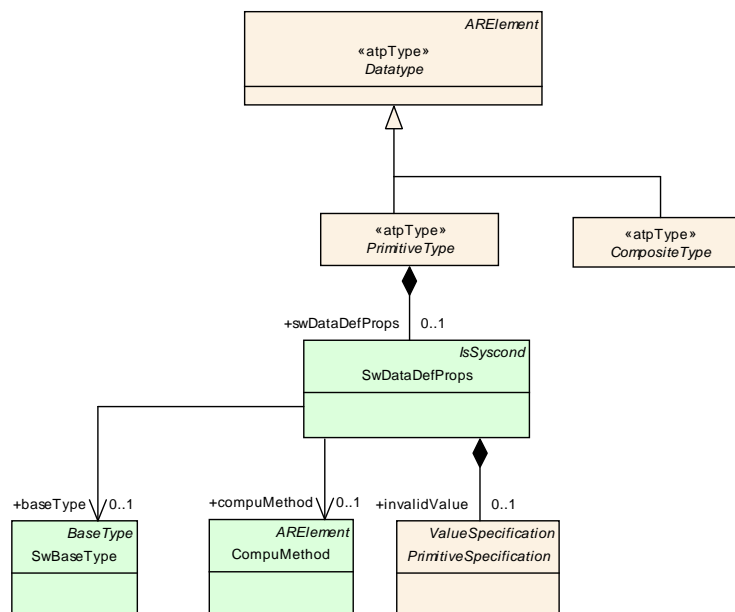 ARElement
«atpType»
Datatype
«atpType»
PrimitiveType
«atpType»
CompositeType
+swDataDefProps 0..1
IsSyscond
SwDataDefProps
+baseType 0..1
+compuMethod 0..1
+invalidValue 0..1
BaseType
SwBaseType
ARElement
CompuMethod
ValueSpecification
PrimitiveSpecification